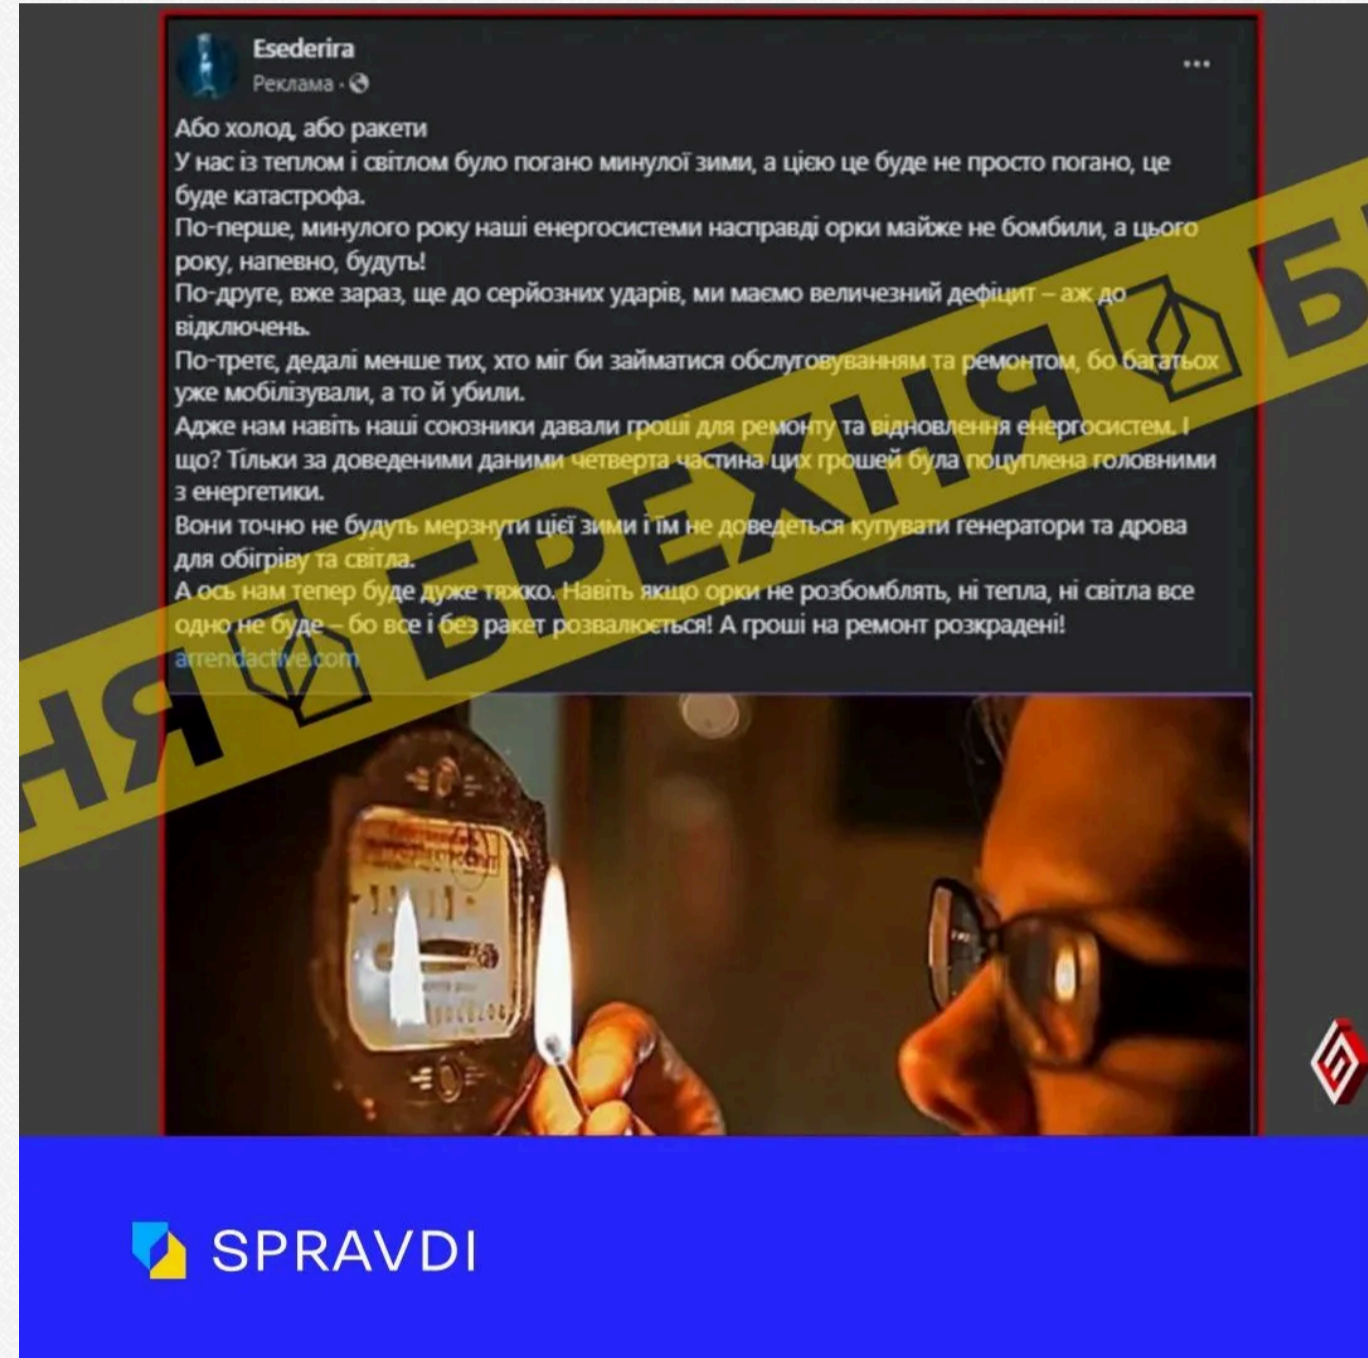 Esederira
Реклама ·
Або холод, або ракети
У нас із теплом і світлом було погано минулої зими, а цією це буде не просто погано, це
буде катастрофа.
По-перше, минулого року наші енергосистеми насправді орки майже не бомбили, а цього
року, напевно, будуть!
По-друге, вже зараз, ще до серйозних ударів, ми маємо величезний дефіцит – аж до
відключень.
По-третє, дедалі менше тих, хто міг би займатися обслуговуванням та ремонтом, бо багатьох
уже мобілізували, а то й убили.
Адже нам навіть наші союзники давали гроші для ремонту та відновлення енергосистем. І
що? Тільки за доведеними даними четверта частина цих грошей була поцуплена головними
з енергетики.
Вони точно не будуть мерзнути цієї зими і їм не доведеться купувати генератори та дрова
для обігріву та світла.
А ось нам тепер буде дуже тяжко. Навіть якщо орки не розбомблять, ні тепла, ні світла все
одно не буде – бо все і без ракет розвалюється! А гроші на ремонт розкрадені!
arrendactive.com
НЯ БРЕХНЯ Б
SPRAVDI